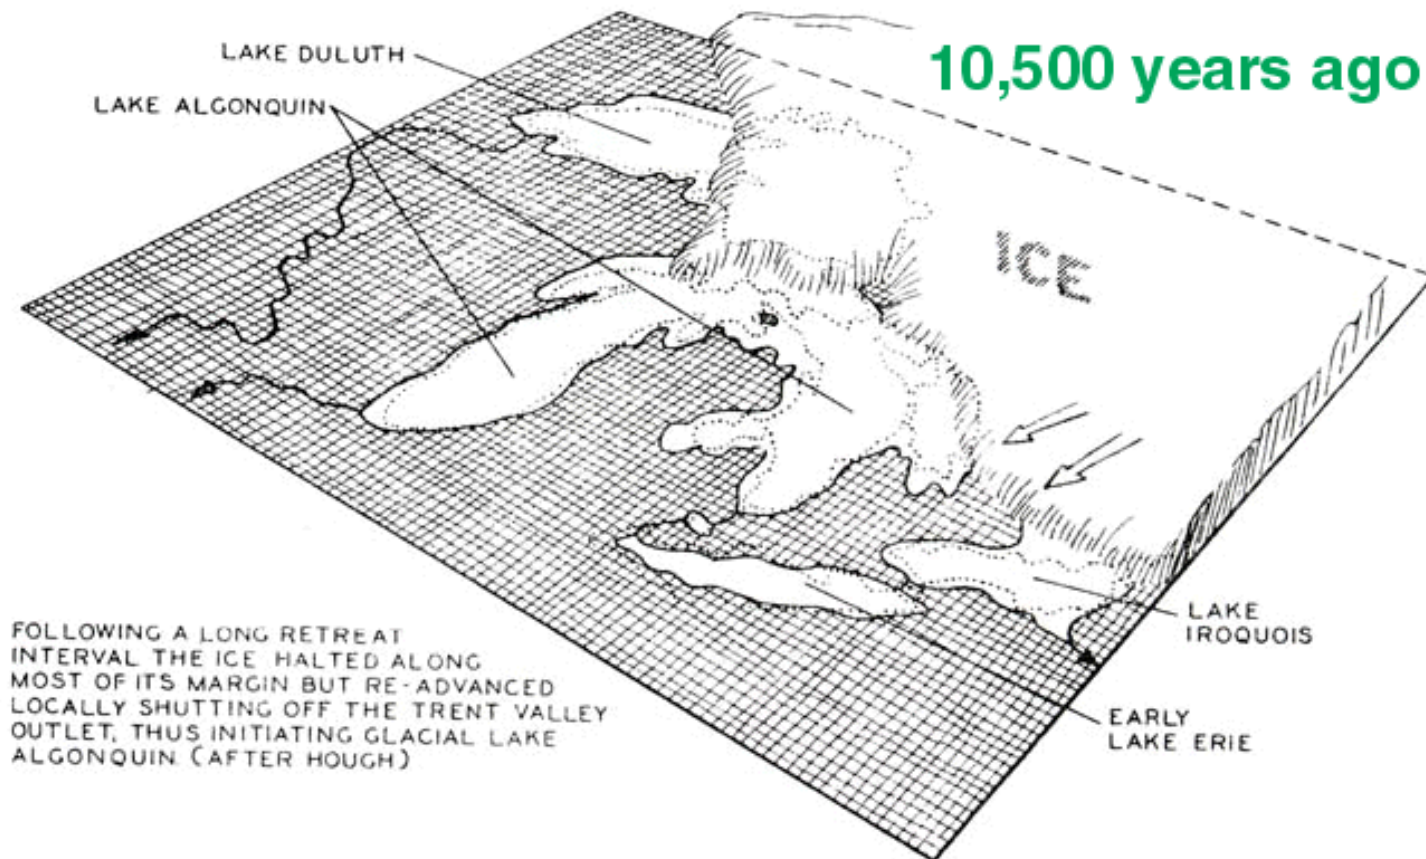 10,500 years ago
LAKE DULUTH
LAKE ALGONQUIN
ICE
LAKE
IROQUOIS
EARLY
LAKE ERIE
FOLLOWING A LONG RETREAT
INTERVAL THE ICE HALTED ALONG
MOST OF ITS MARGIN BUT RE-ADVANCED
LOCALLY SHUTTING OFF THE TRENT VALLEY
OUTLET, THUS INITIATING GLACIAL LAKE
ALGONQUIN (AFTER HOUGH)